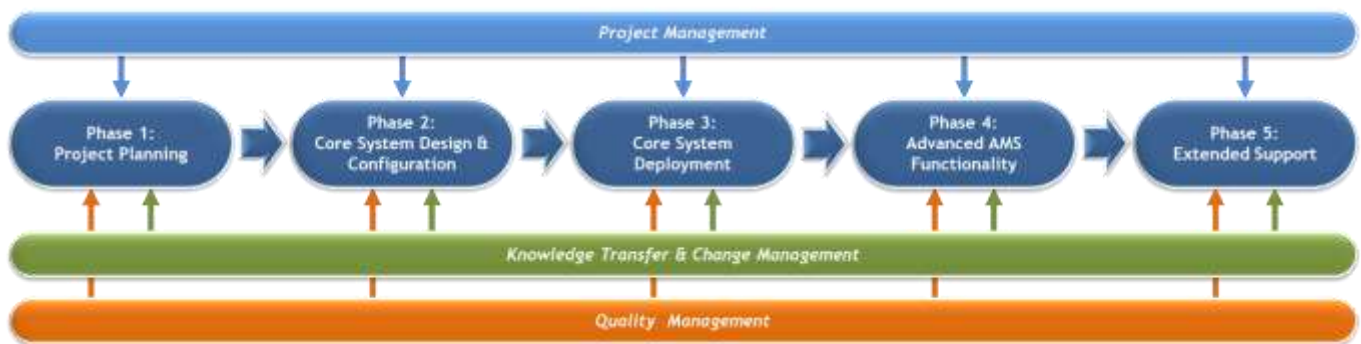 Project Management
Phase 1:
Project Planning
Phase 2:
Core System Design &
Configuration
Phase 3:
Core System
Deployment
Phase 4:
Advanced AMS
Functionality
Phase 5:
Extended Support
Knowledge Transfer & Change Management
Quality Management